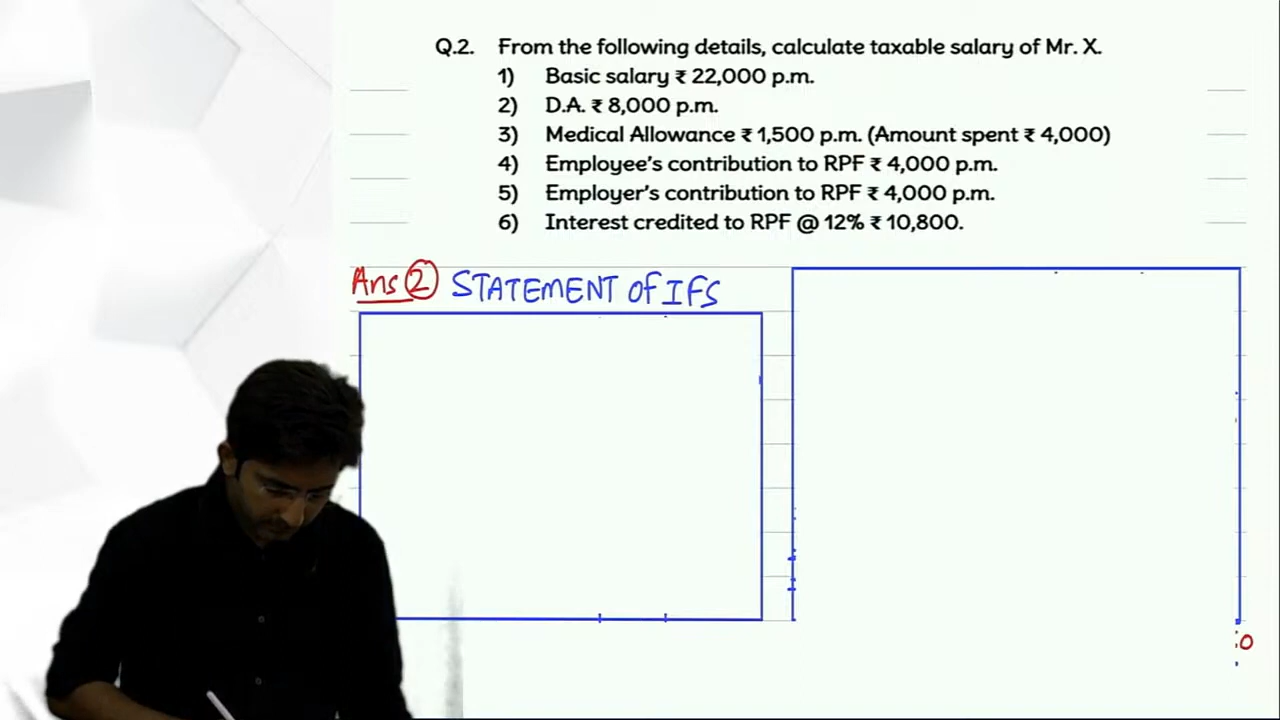 Q.2. From the following details, calculate taxable salary of Mr. X.
1) Basic salary ₹ 22,000 p.m.
2) D.A. ₹ 8,000 p.m.
3) Medical Allowance ₹ 1,500 p.m. (Amount spent ₹ 4,000)
4) Employee's contribution to RPF ₹ 4,000 p.m.
5) Employer's contribution to RPF ₹ 4,000 p.m.
6) Interest credited to RPF @ 12% ₹ 10,800.
Ans 2 STATEMENT of IFS